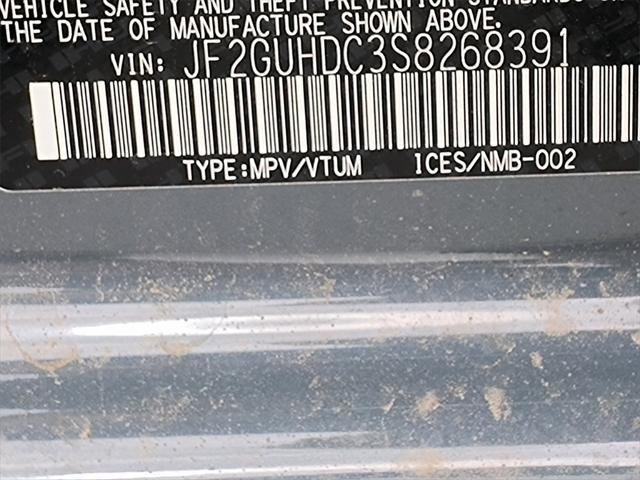 VEHICLE SAFETY AND THEFT PREVENTION STANDARDS
THE DATE OF MANUFACTURE SHOWN ABOVE.
VIN: JF2GUHDC3S8268391
TYPE:MPV/VTUM ICES/NMB-002